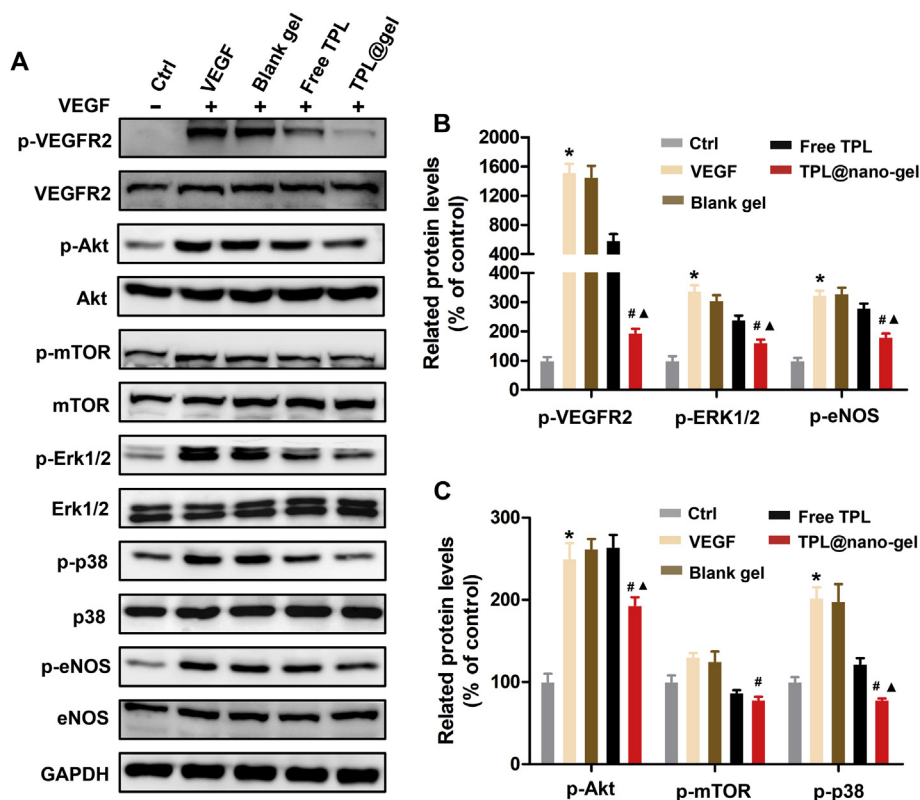 A
Ctrl
VEGF
Blank gel
Free TPL
TPL@gel
VEGF − + + + +
p-VEGFR2
VEGFR2
p-Akt
Akt
p-mTOR
mTOR
p-Erk1/2
Erk1/2
p-p38
p38
p-eNOS
eNOS
GAPDH
B
Related protein levels
(% of control)
2000
1600
1200
800
400
400
300
200
100
0
Ctrl
VEGF
Blank gel
Free TPL
TPL@nano-gel
*
*
*
# ▲
# ▲
# ▲
p-VEGFR2
p-ERK1/2
p-eNOS
C
Related protein levels
(% of control)
300
200
100
0
Ctrl
VEGF
Blank gel
Free TPL
TPL@nano-gel
*
# ▲
#
*
# ▲
p-Akt
p-mTOR
p-p38